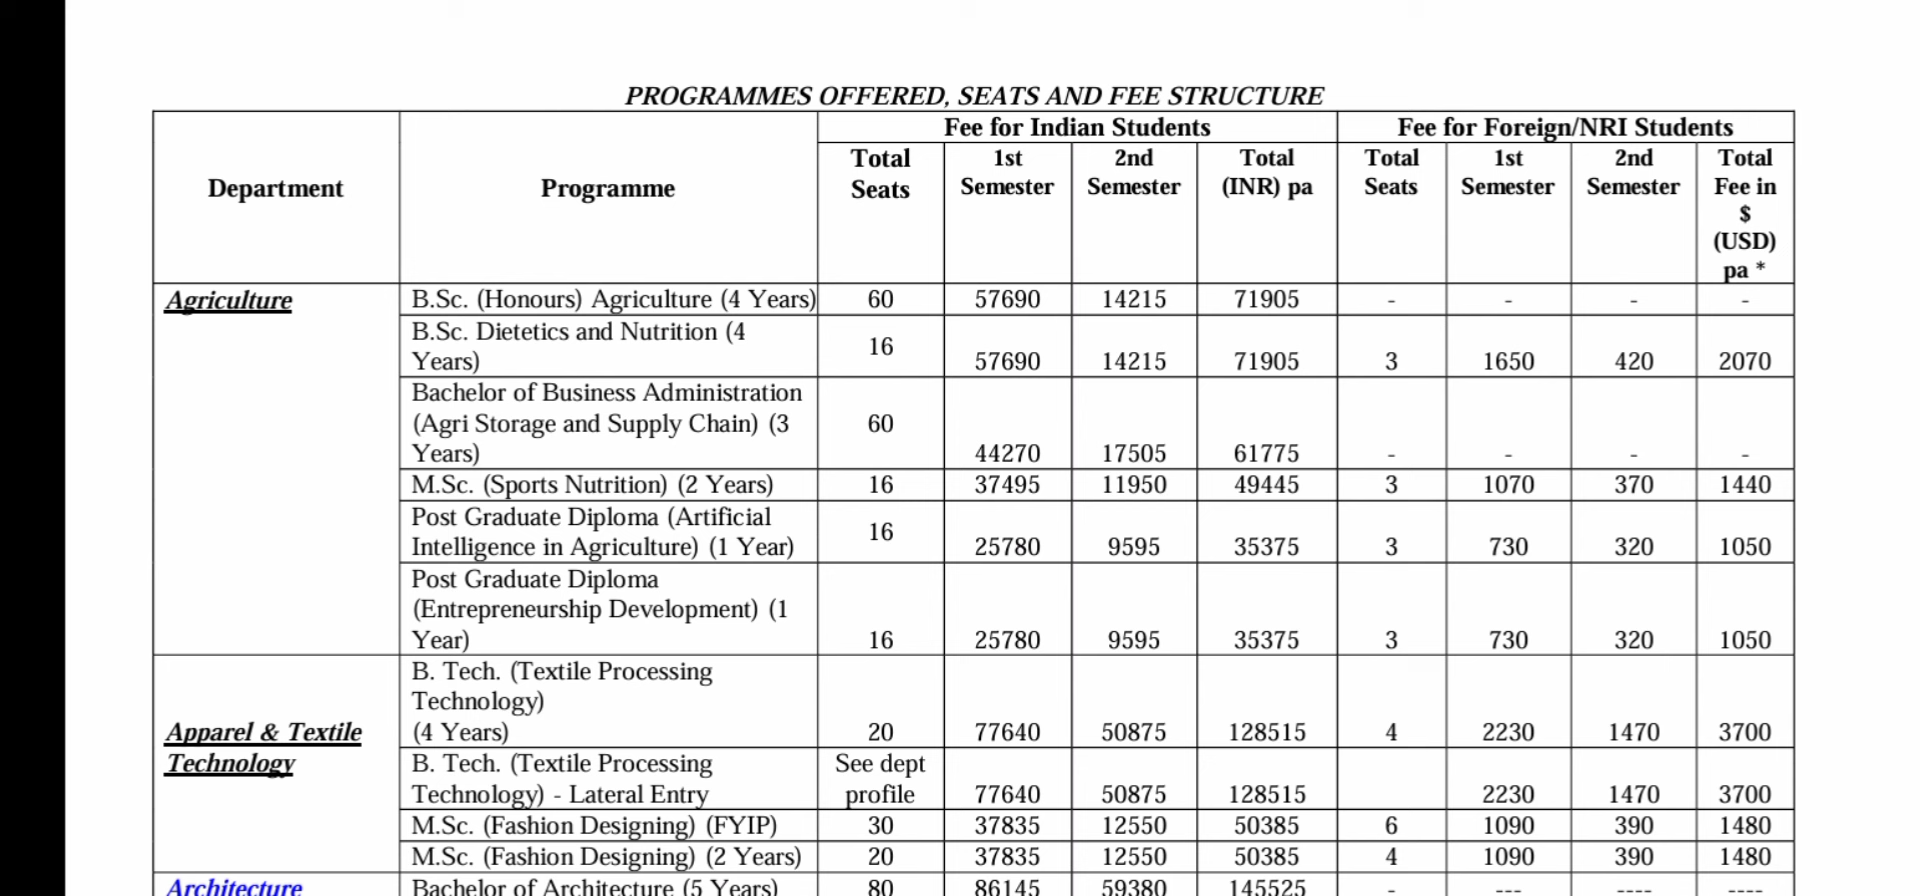 PROGRAMMES OFFERED, SEATS AND FEE STRUCTURE
Department Programme Fee for Indian Students Fee for Foreign/NRI Students
Total Seats 1st Semester 2nd Semester Total (INR) pa Total Seats 1st Semester 2nd Semester Total Fee in $ (USD) pa *
Agriculture B.Sc. (Honours) Agriculture (4 Years) 60 57690 14215 71905 - - - -
B.Sc. Dietetics and Nutrition (4
Years) 16 57690 14215 71905 3 1650 420 2070
Bachelor of Business Administration
(Agri Storage and Supply Chain) (3
Years) 60 44270 17505 61775 - - - -
M.Sc. (Sports Nutrition) (2 Years) 16 37495 11950 49445 3 1070 370 1440
Post Graduate Diploma (Artificial
Intelligence in Agriculture) (1 Year) 16 25780 9595 35375 3 730 320 1050
Post Graduate Diploma
(Entrepreneurship Development) (1
Year) 16 25780 9595 35375 3 730 320 1050
Apparel & Textile
Technology
B. Tech. (Textile Processing
Technology)
(4 Years) 20 77640 50875 128515 4 2230 1470 3700
B. Tech. (Textile Processing
Technology) - Lateral Entry See dept profile 77640 50875 128515 2230 1470 3700
M.Sc. (Fashion Designing) (FYIP) 30 37835 12550 50385 6 1090 390 1480
M.Sc. (Fashion Designing) (2 Years) 20 37835 12550 50385 4 1090 390 1480
Architecture Bachelor of Architecture (5 Years) 80 86145 59380 145525 - --- ---- ----